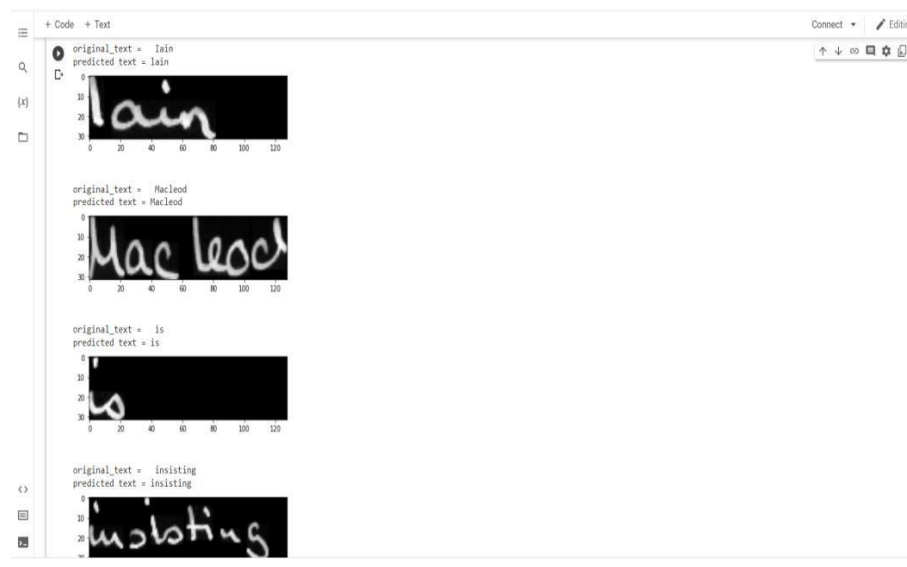 + Code + Text
Connect
original_text = Iain
predicted text = lain
0
10
20
30
Iain
0 20 40 60 80 100 120
original_text = Macleod
predicted text = Macleod
0
10
20
30
Mac leod
0 20 40 60 80 100 120
original_text = is
predicted text = is
0
10
20
30
is
0 20 40 60 80 100 120
original_text = insisting
predicted text = insisting
0
10
20
insisting
{x}
<>